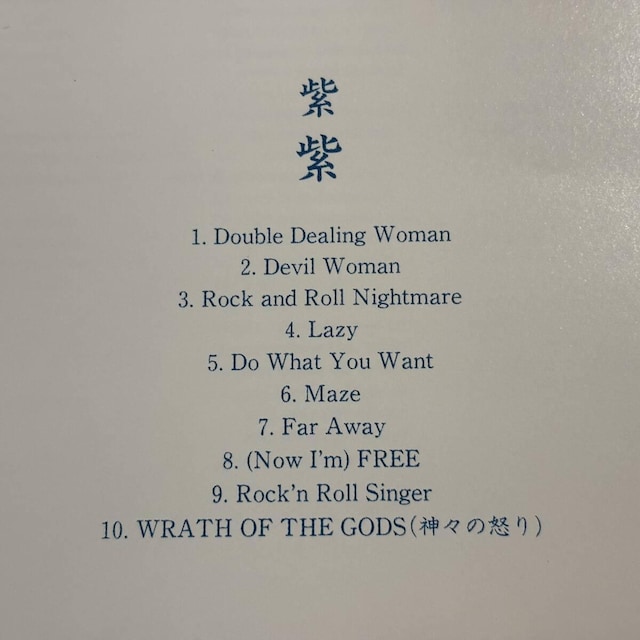 紫
紫
1. Double Dealing Woman
2. Devil Woman
3. Rock and Roll Nightmare
4. Lazy
5. Do What You Want
6. Maze
7. Far Away
8. (Now I'm) FREE
9. Rock'n Roll Singer
10. WRATH OF THE GODS(神々の怒り)